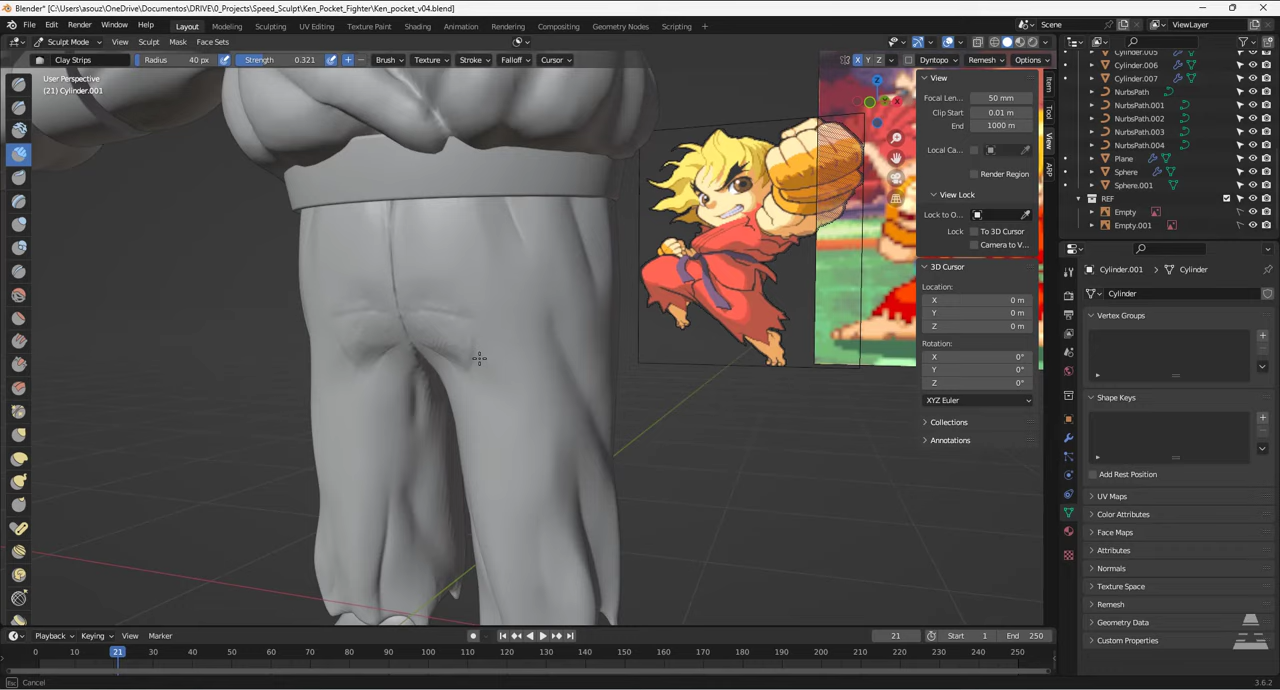 Blender* [C:\Users\asouz\OneDrive\Documentos\DRIVE\0_Projects\Speed_Sculpt\Ken_Pocket_Fighter\Ken_pocket_v04.blend]
File Edit Render Window Help Layout Modeling Sculpting UV Editing Texture Paint Shading Animation Rendering Compositing Geometry Nodes Scripting + Scene ViewLayer
Sculpt Mode View Sculpt Mask Face Sets
Clay Strips Radius 40 px Strength 0.321 Brush Texture Stroke Falloff Cursor X Y Z Dyntopo Remesh Options
User Perspective
(21) Cylinder.001
Z
X
View
Focal Len... 50 mm
Clip Start 0.01 m
End 1000 m
Local Ca...
Render Region
View Lock
Lock to O...
Lock To 3D Cursor
Camera to V...
3D Cursor
Location:
X 0 m
Y 0 m
Z 0 m
Rotation:
X 0°
Y 0°
Z 0°
XYZ Euler
Collections
Annotations
Item
Tool
View
ARP
Cylinder.005
Cylinder.006
Cylinder.007
NurbsPath
NurbsPath.001
NurbsPath.002
NurbsPath.003
NurbsPath.004
Plane
Sphere
Sphere.001
REF
Empty
Empty.001
Cylinder.001 Cylinder
Cylinder
Vertex Groups
Shape Keys
Add Rest Position
UV Maps
Color Attributes
Face Maps
Attributes
Normals
Texture Space
Remesh
Geometry Data
Custom Properties
Playback Keying View Marker 21 Start 1 End 250
0 10 21 30 40 50 60 70 80 90 100 110 120 130 140 150 160 170 180 190 200 210 220 230 240 250
Cancel 3.6.2